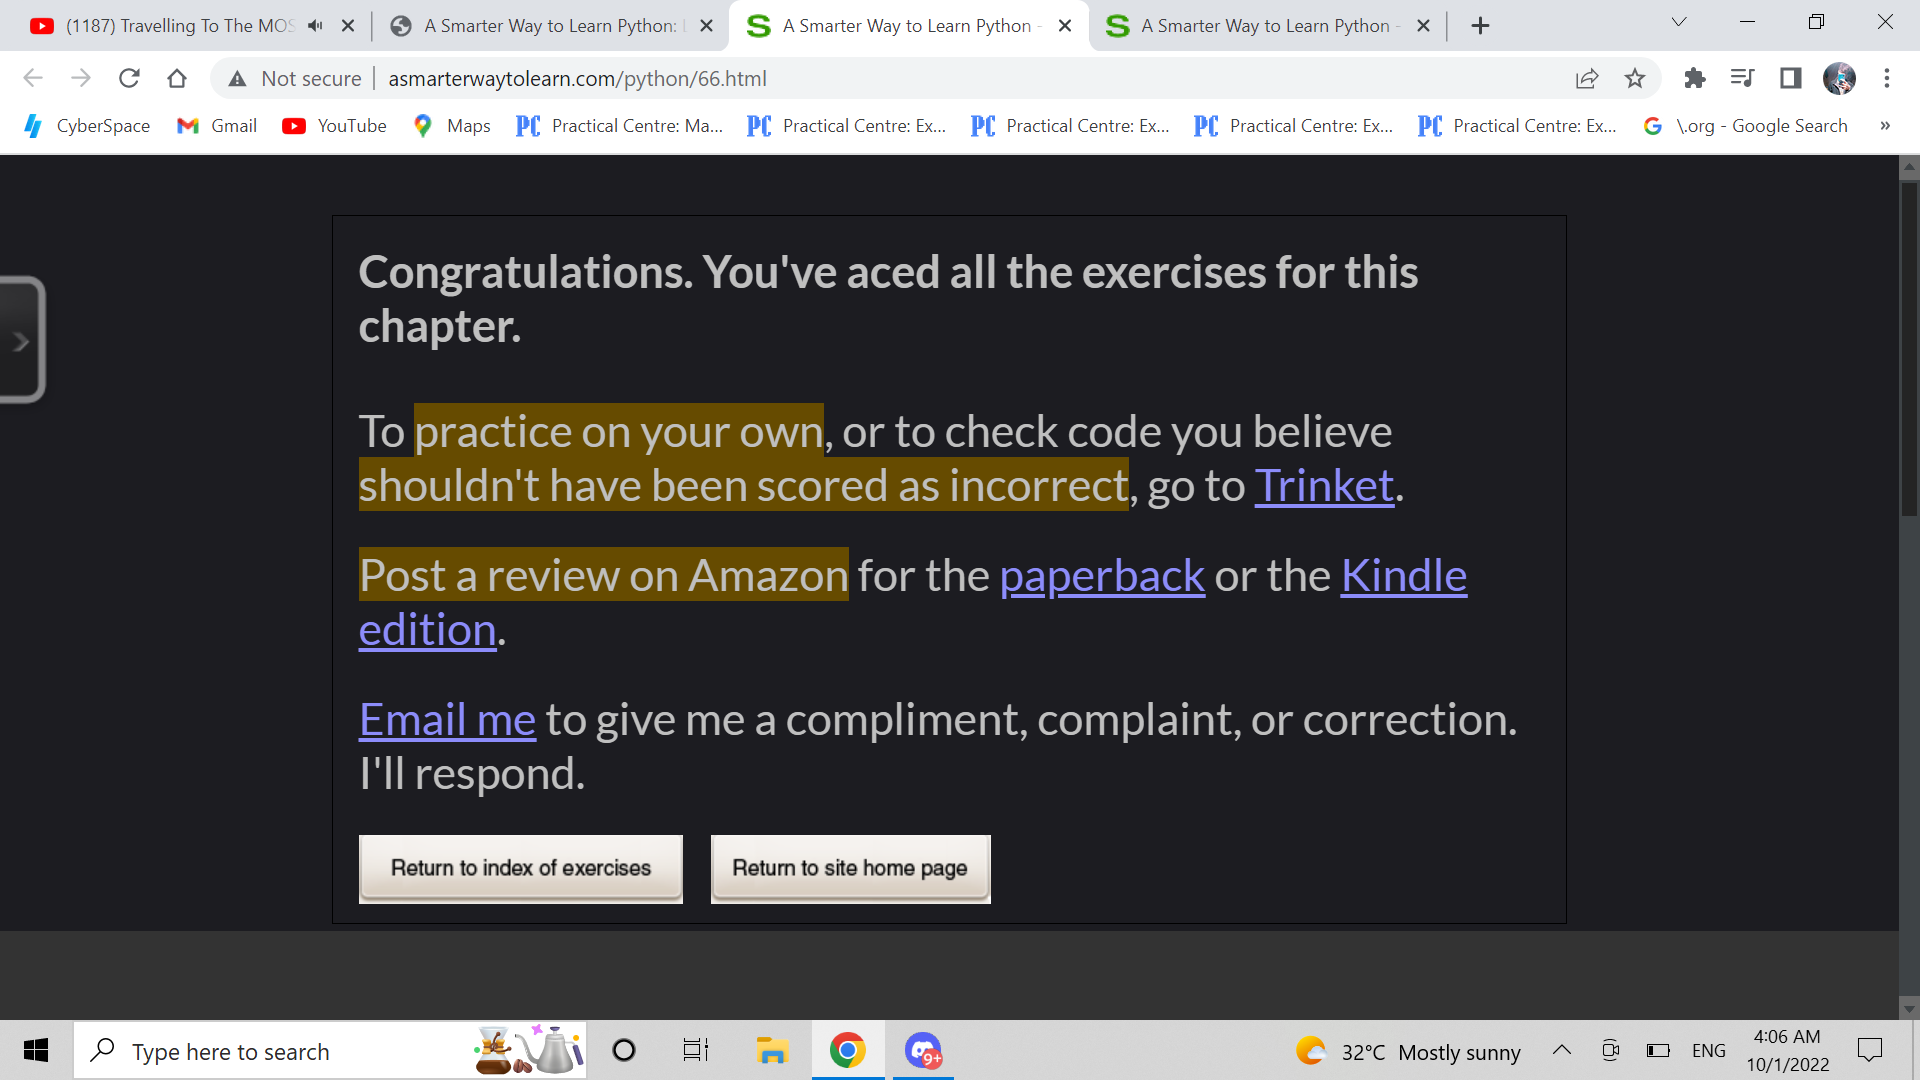 (1187) Travelling To The MOS
A Smarter Way to Learn Python:
A Smarter Way to Learn Python -
A Smarter Way to Learn Python -
Not secure
asmarterwaytolearn.com/python/66.html
CyberSpace
Gmail
YouTube
Maps
PC Practical Centre: Ma...
PC Practical Centre: Ex...
PC Practical Centre: Ex...
PC Practical Centre: Ex...
PC Practical Centre: Ex...
\.org - Google Search
»
Congratulations. You've aced all the exercises for this
chapter.
To practice on your own, or to check code you believe
shouldn't have been scored as incorrect, go to Trinket.
Post a review on Amazon for the paperback or the Kindle
edition.
Email me to give me a compliment, complaint, or correction.
I'll respond.
Return to index of exercises
Return to site home page
Type here to search
9+
32°C Mostly sunny
ENG
4:06 AM
10/1/2022